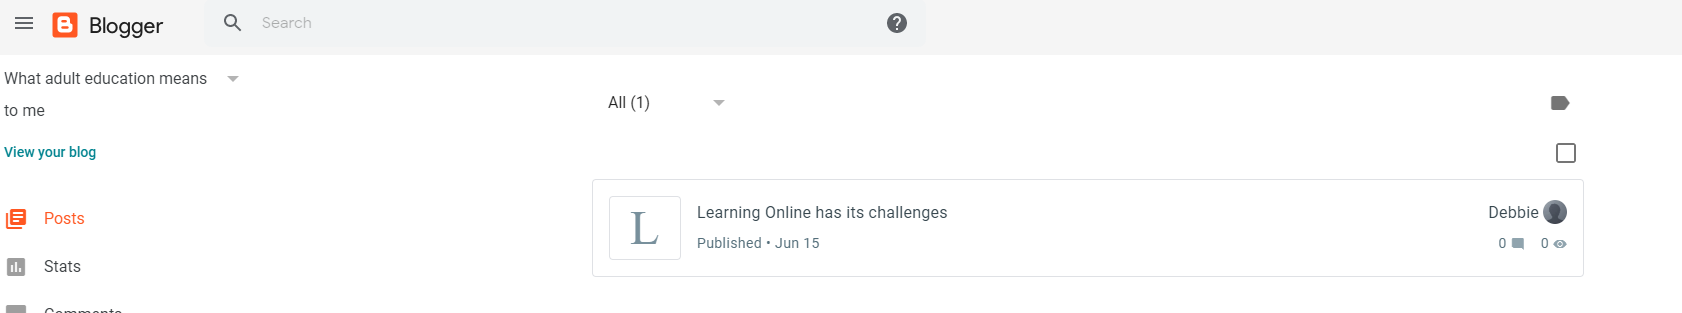 Blogger
Search
What adult education means
to me
All (1)
View your blog
L
Learning Online has its challenges
Debbie
Published • Jun 15
0
0
Posts
Stats
Comments